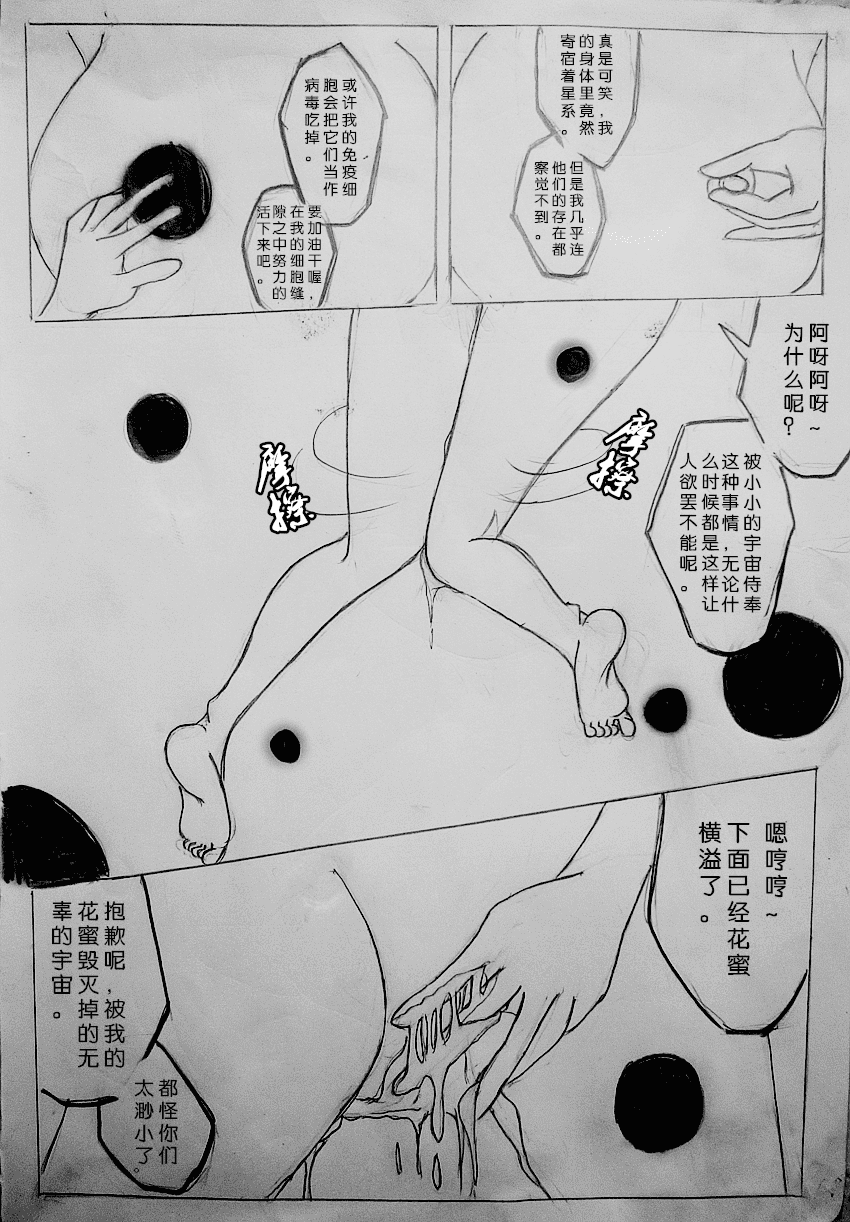 真是可笑，我
的身体里竟然
寄宿着星系。
但是我几乎连
他们的存在都
察觉不到。
或许我的免疫细
胞会把它们当作
病毒吃掉。
要加油干喔，
在我的细胞缝
隙之中努力的
活下来吧。
阿呀阿呀~
为什么呢？
被小小的宇宙侍奉
这种事情，无论什
么时候都是这样让
人欲罢不能呢。
摩擦
摩擦
嗯哼哼~
下面已经花蜜
横溢了。
抱歉呢，被我的
花蜜毁灭掉的无
辜的宇宙。
都怪你们
太渺小了。